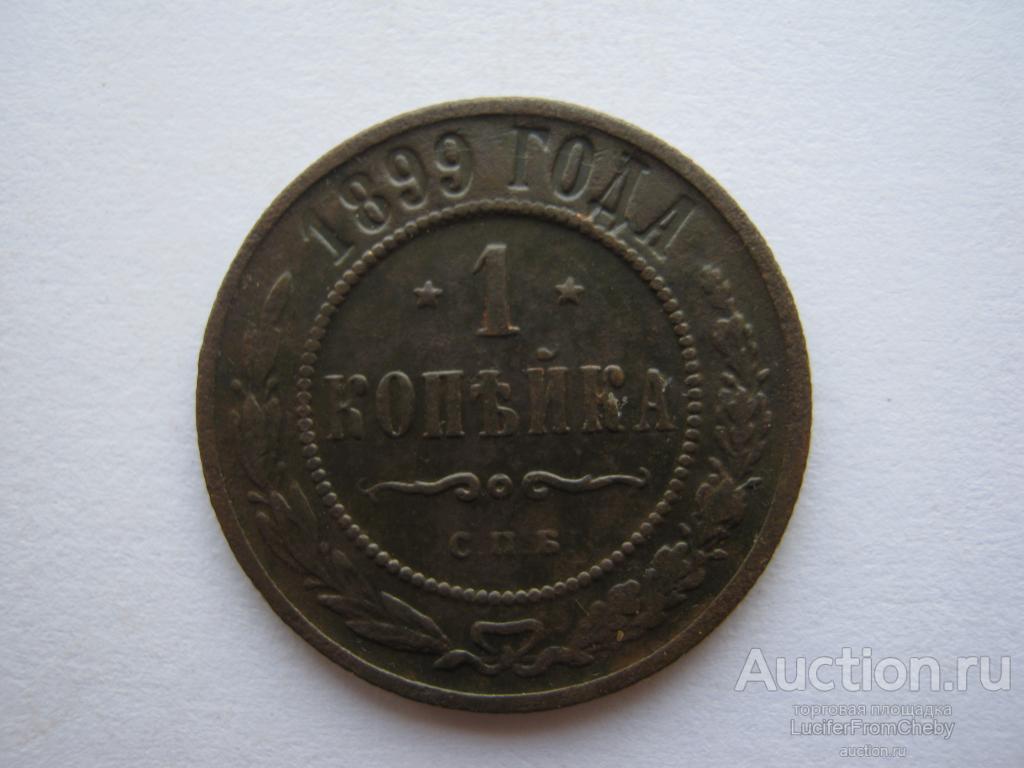 1899 ГОДА
1
КОПѢЙКА
СПБ
Auction.ru
торговая площадка
LuciferFromCheby
auction.ru